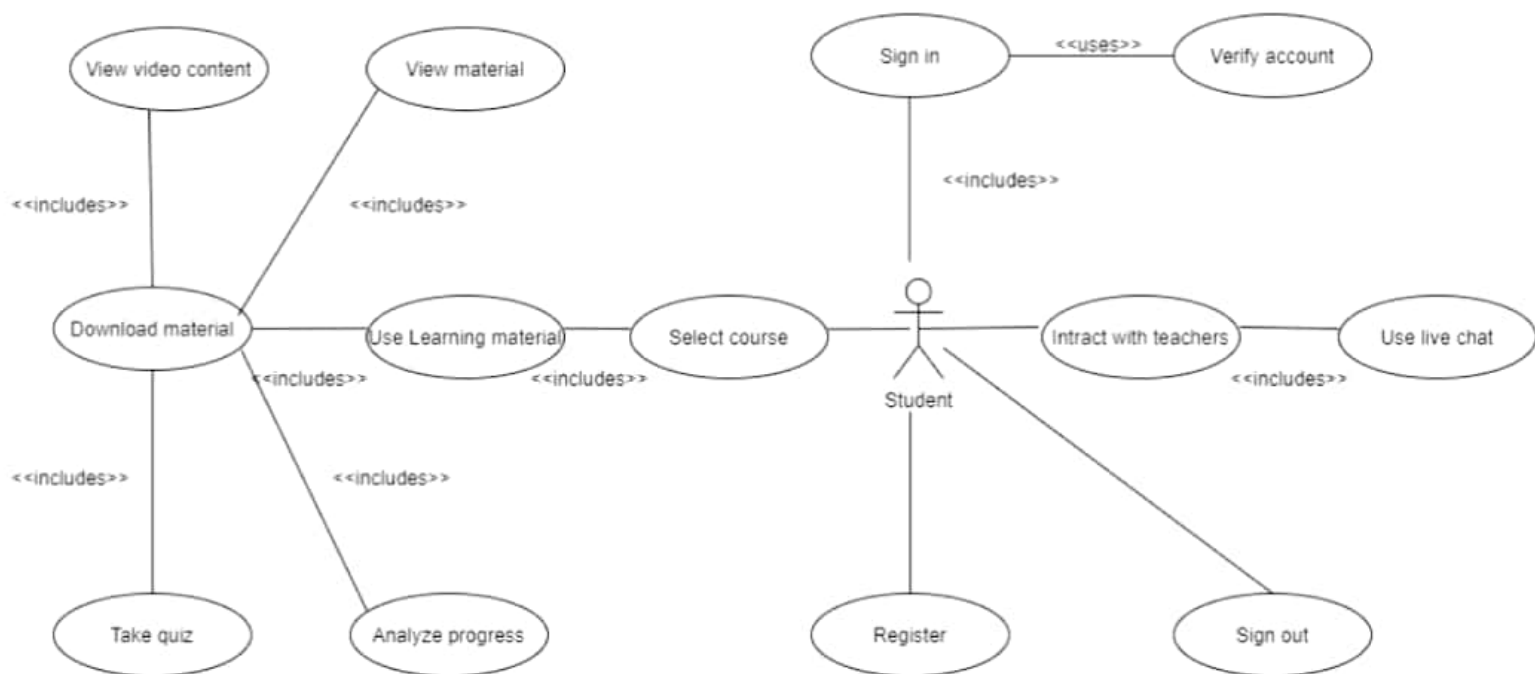 View video content
View material
Sign in
<<uses>>
Verify account
<<includes>>
<<includes>>
<<includes>>
Download material
Use Learning material
Select course
Intract with teachers
Use live chat
<<includes>>
<<includes>>
<<includes>>
Student
<<includes>>
<<includes>>
Take quiz
Analyze progress
Register
Sign out